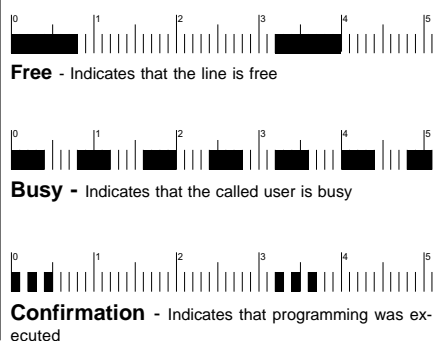 0 1 2 3 4 5
Free - Indicates that the line is free
0 1 2 3 4 5
Busy - Indicates that the called user is busy
0 1 2 3 4 5
Confirmation - Indicates that programming was ex-
ecuted